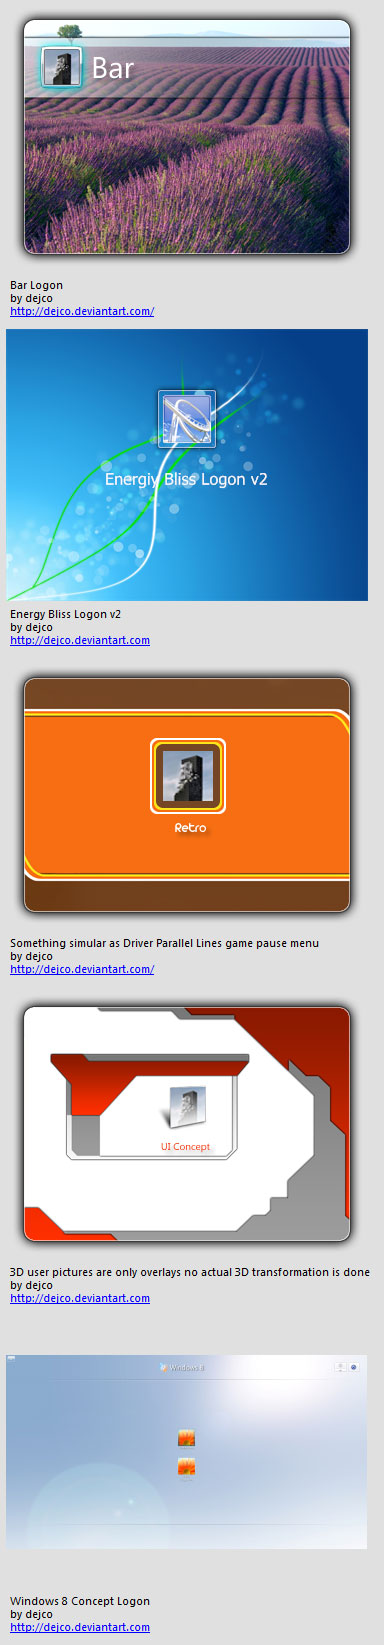 Bar
Bar Logon
by dejco
http://dejco.deviantart.com/
Energiy Bliss Logon v2
Energy Bliss Logon v2
by dejco
http://dejco.deviantart.com
Retro
Something simular as Driver Parallel Lines game pause menu
by dejco
http://dejco.deviantart.com/
UI Concept
3D user pictures are only overlays no actual 3D transformation is done
by dejco
http://dejco.deviantart.com
Windows 8
Windows 8 Concept Logon
by dejco
http://dejco.deviantart.com